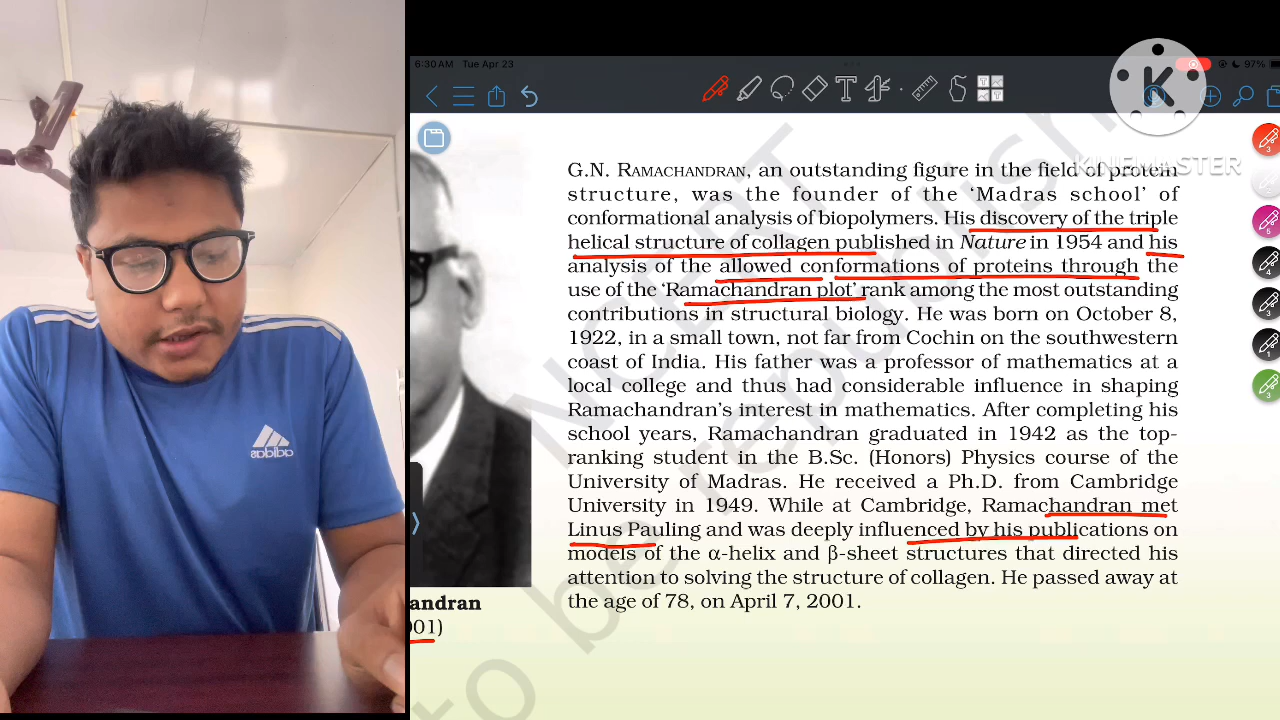 6:30 AM Tue Apr 23
97%
KINEMASTER
G.N. RAMACHANDRAN, an outstanding figure in the field of protein
structure, was the founder of the ‘Madras school’ of
conformational analysis of biopolymers. His discovery of the triple
helical structure of collagen published in Nature in 1954 and his
analysis of the allowed conformations of proteins through the
use of the ‘Ramachandran plot’ rank among the most outstanding
contributions in structural biology. He was born on October 8,
1922, in a small town, not far from Cochin on the southwestern
coast of India. His father was a professor of mathematics at a
local college and thus had considerable influence in shaping
Ramachandran’s interest in mathematics. After completing his
school years, Ramachandran graduated in 1942 as the top-
ranking student in the B.Sc. (Honors) Physics course of the
University of Madras. He received a Ph.D. from Cambridge
University in 1949. While at Cambridge, Ramachandran met
Linus Pauling and was deeply influenced by his publications on
models of the α-helix and β-sheet structures that directed his
attention to solving the structure of collagen. He passed away at
the age of 78, on April 7, 2001.
andran
001)
adidas
NCERT
to be republish